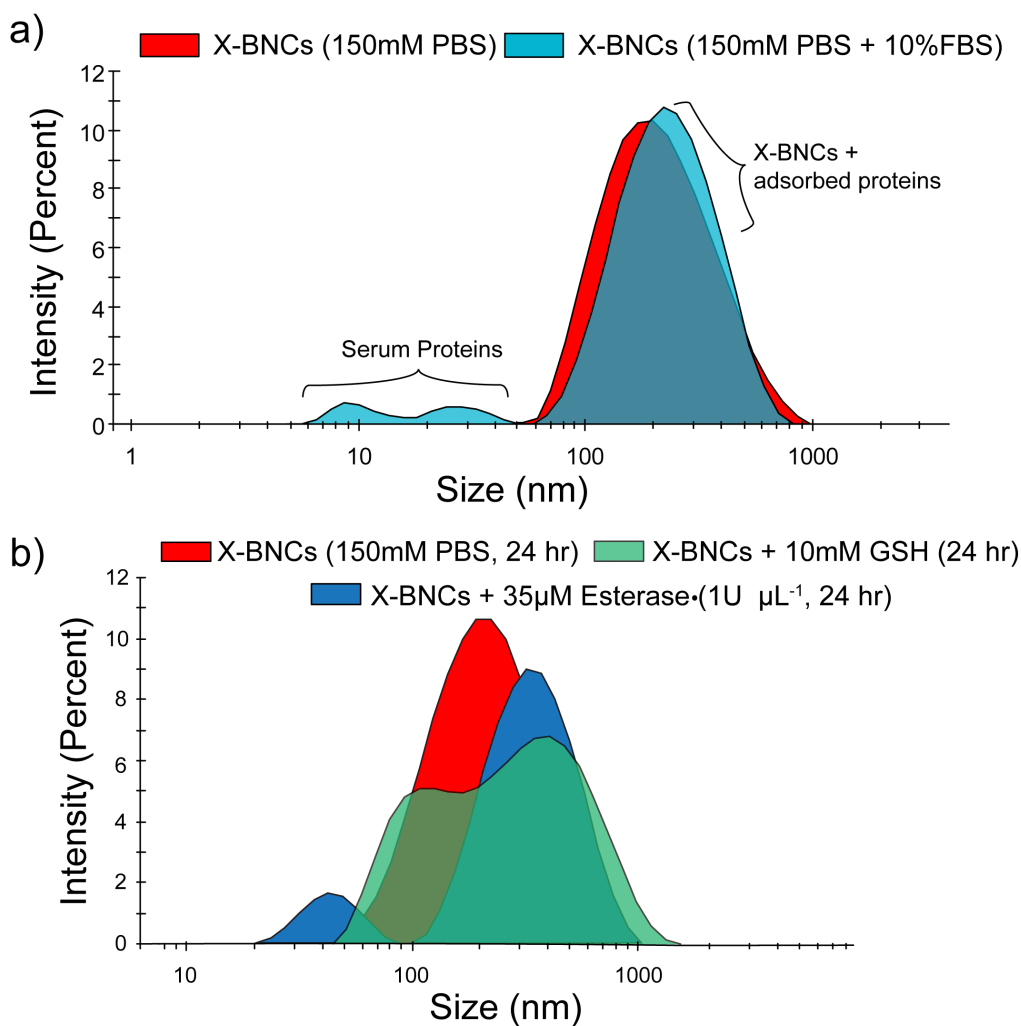 a)
X-BNCs (150mM PBS)
X-BNCs (150mM PBS + 10%FBS)
12
10
8
6
4
2
0
Intensity (Percent)
X-BNCs +
adsorbed proteins
Serum Proteins
1
10
100
1000
Size (nm)
b)
X-BNCs (150mM PBS, 24 hr)
X-BNCs + 10mM GSH (24 hr)
X-BNCs + 35µM Esterase•(1U µL⁻¹, 24 hr)
12
10
8
6
4
2
0
Intensity (Percent)
10
100
1000
Size (nm)